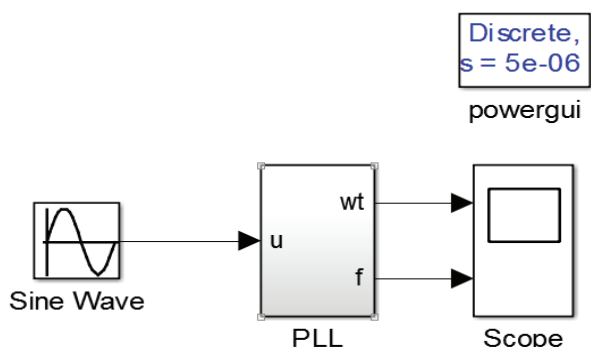 Discrete,
s = 5e-06
powergui
wt
u
f
Sine Wave
PLL
Scope